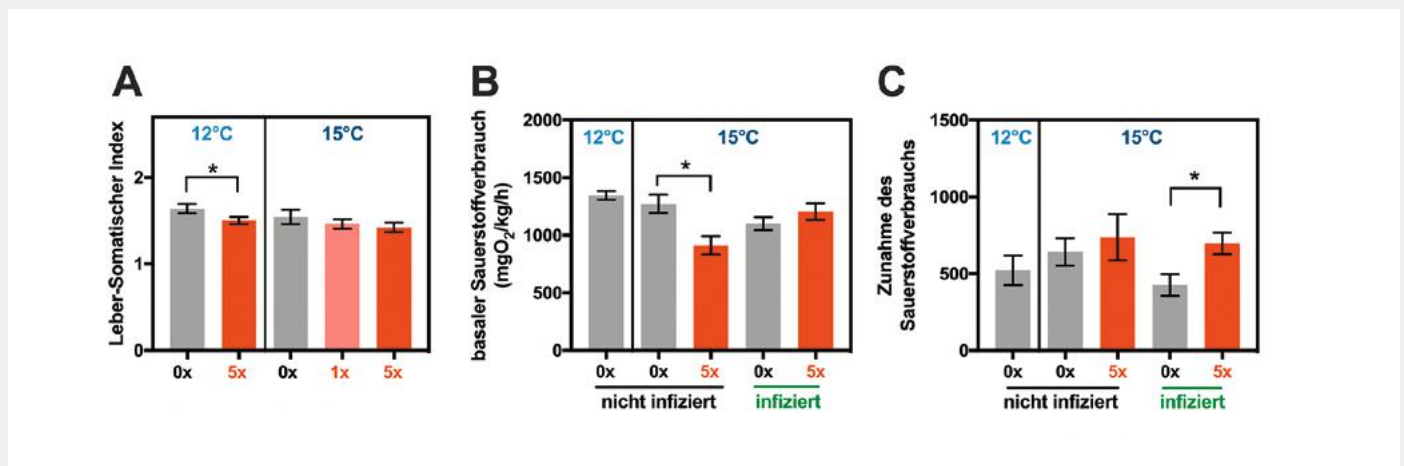 A
Leber-Somatischer Index
2
1
0
12°C
15°C
*
0x
5x
0x
1x
5x
B
basaler Sauerstoffverbrauch
(mgO₂/kg/h)
2000
1500
1000
500
0
12°C
15°C
*
0x
0x
5x
0x
5x
nicht infiziert
infiziert
C
Zunahme des
Sauerstoffverbrauchs
1500
1000
500
0
12°C
15°C
*
0x
0x
5x
0x
5x
nicht infiziert
infiziert